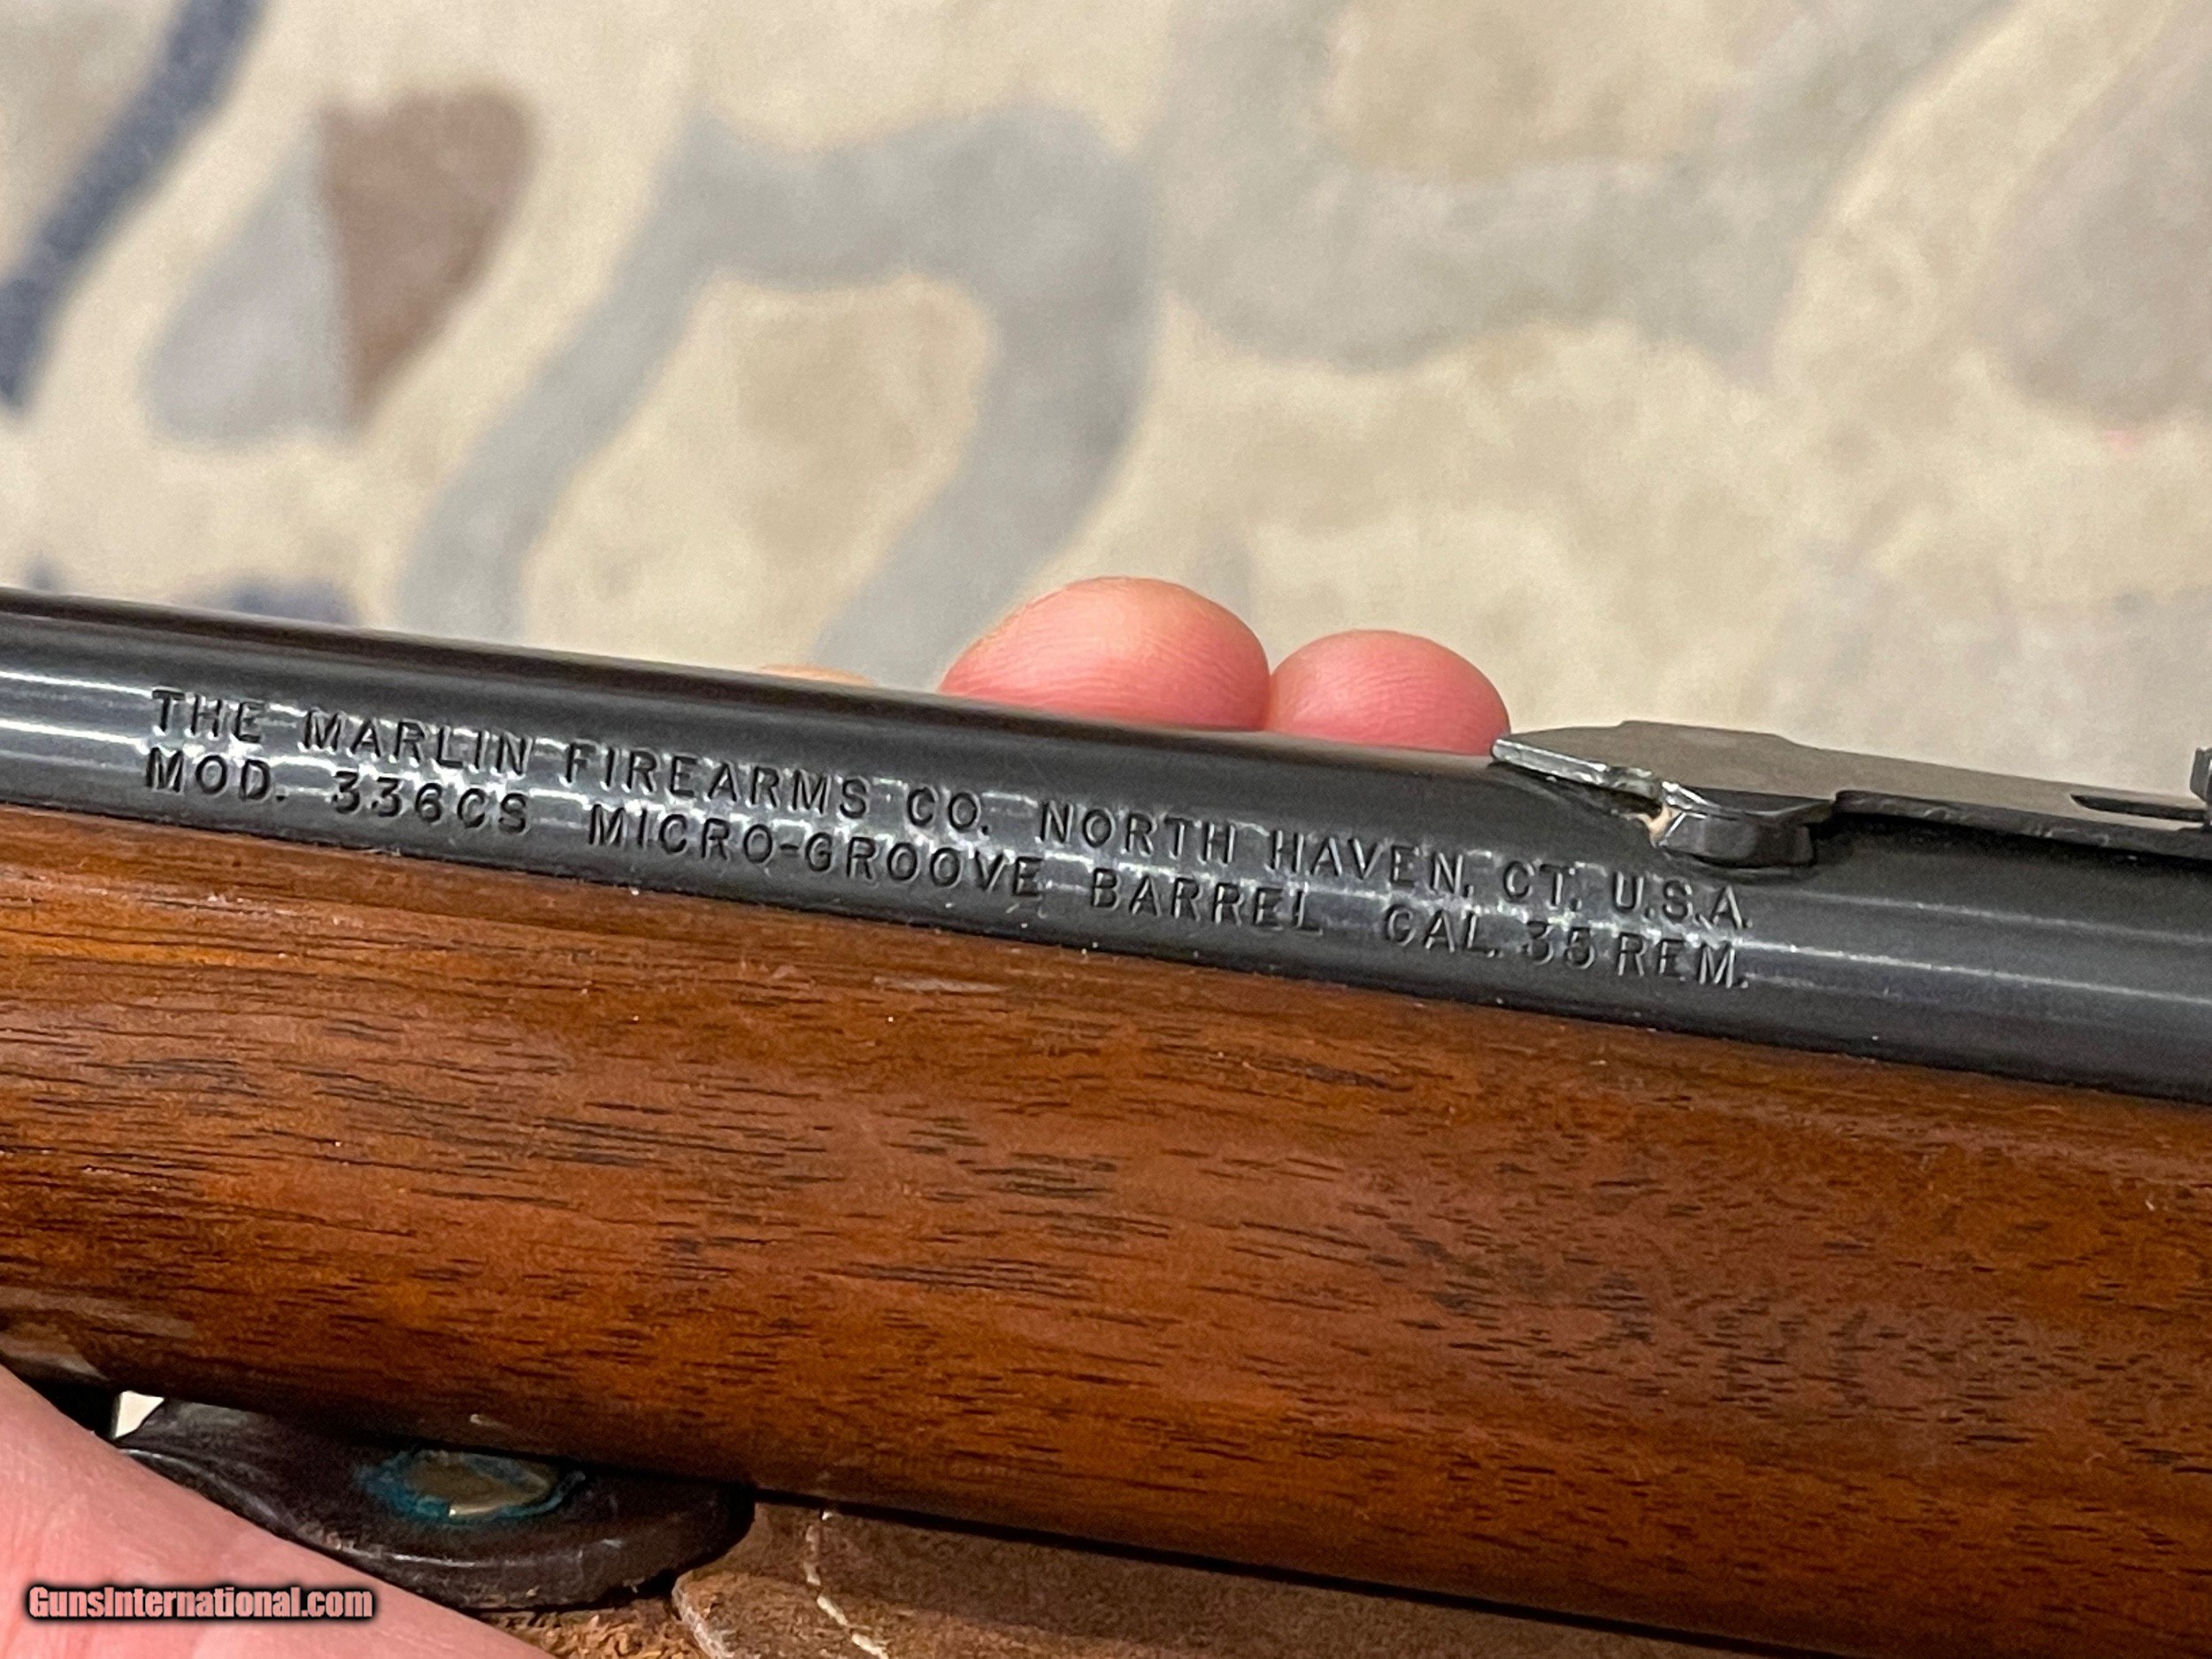 THE MARLIN FIREARMS CO. NORTH HAVEN, CT. U.S.A.
MOD. 336CS MICRO-GROOVE BARREL CAL. 35 REM.
GunsInternational.com